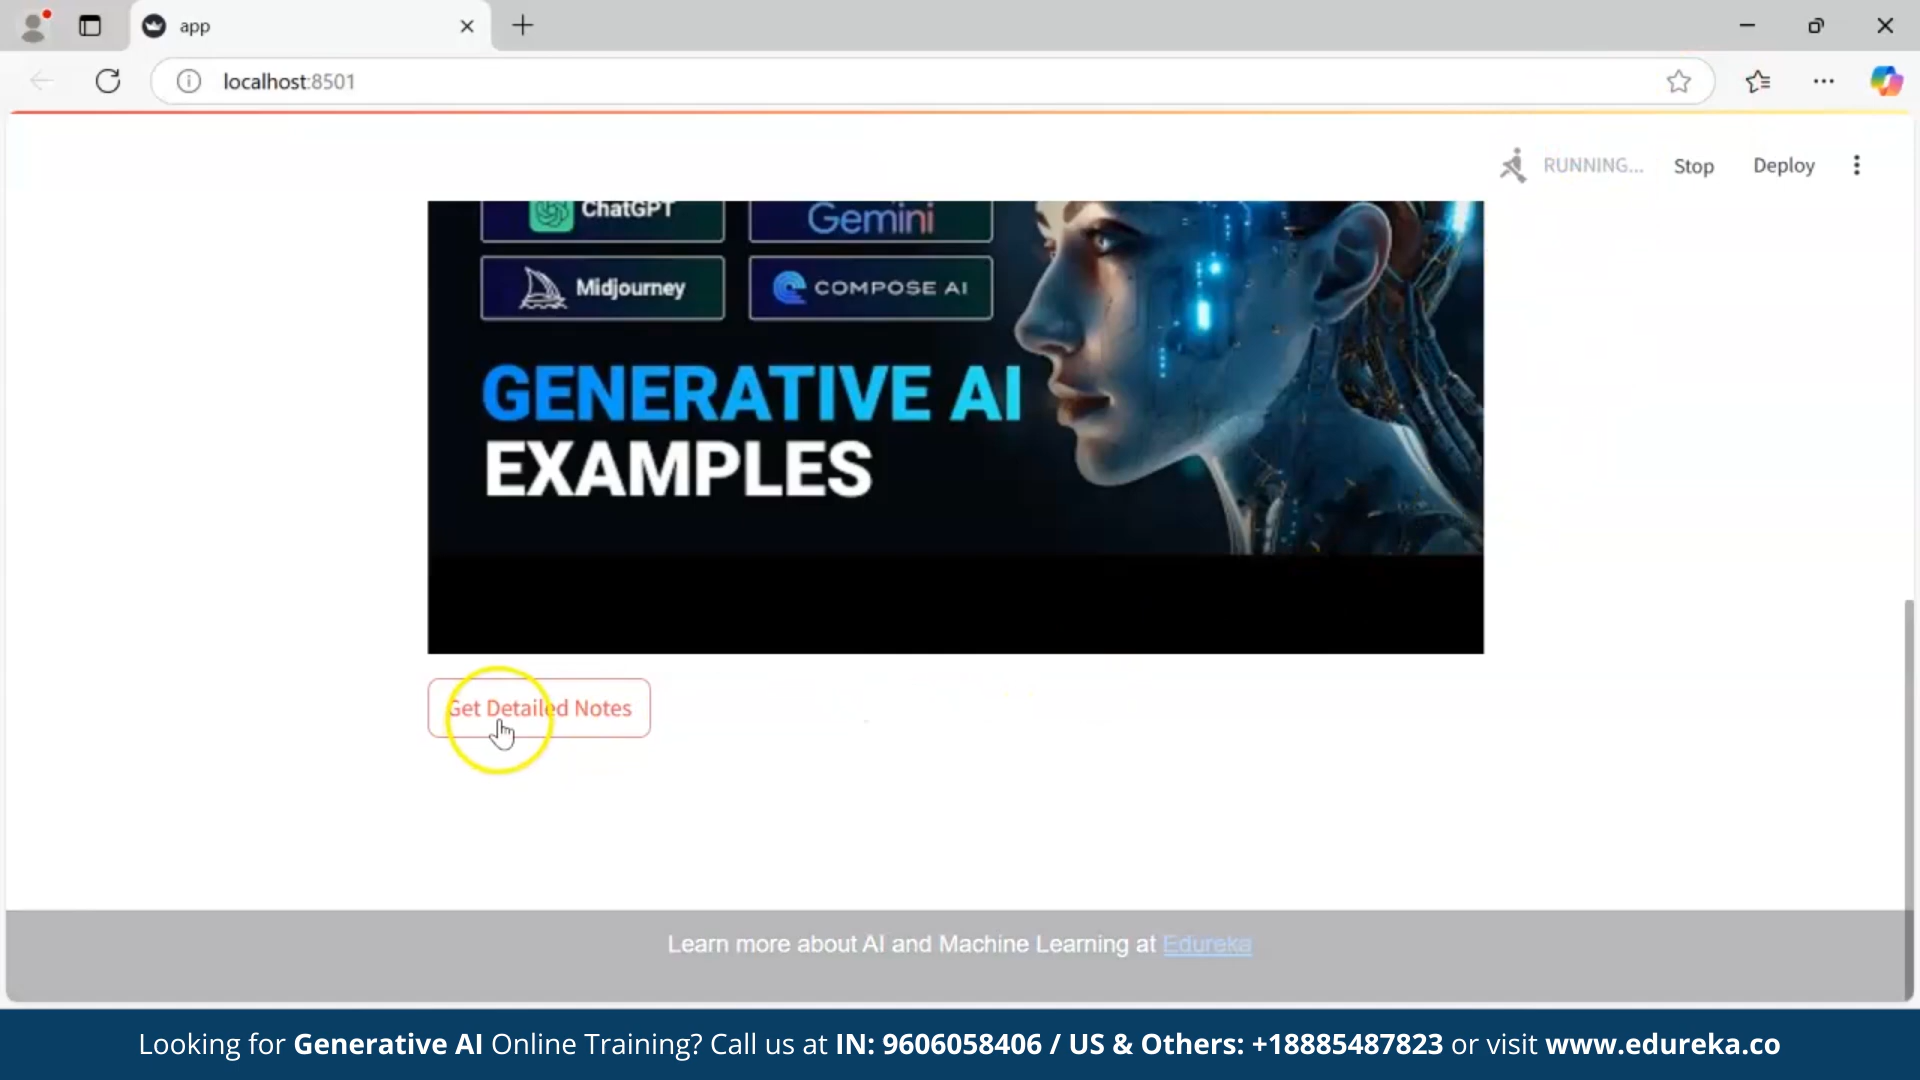 app
localhost:8501
RUNNING... Stop Deploy
ChatGPT
Gemini
Midjourney
COMPOSE AI
GENERATIVE AI
EXAMPLES
Get Detailed Notes
Learn more about AI and Machine Learning at Edureka
Looking for Generative AI Online Training? Call us at IN: 9606058406 / US & Others: +18885487823 or visit www.edureka.co